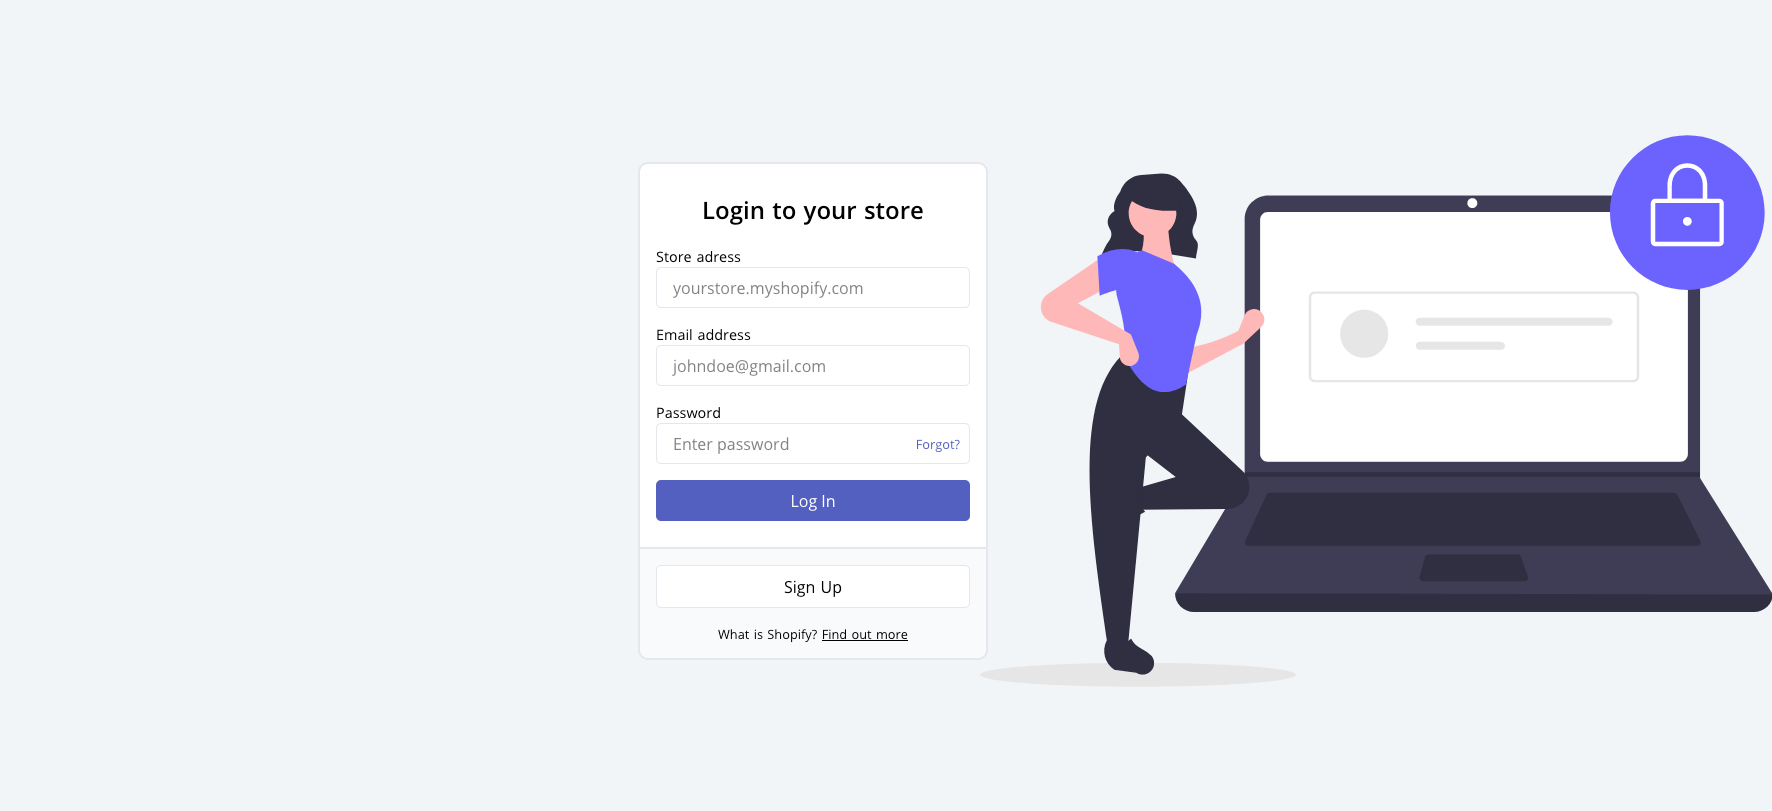 Login to your store
Store adress
yourstore.myshopify.com
Email address
johndoe@gmail.com
Password
Enter password Forgot?
Log In
Sign Up
What is Shopify? Find out more